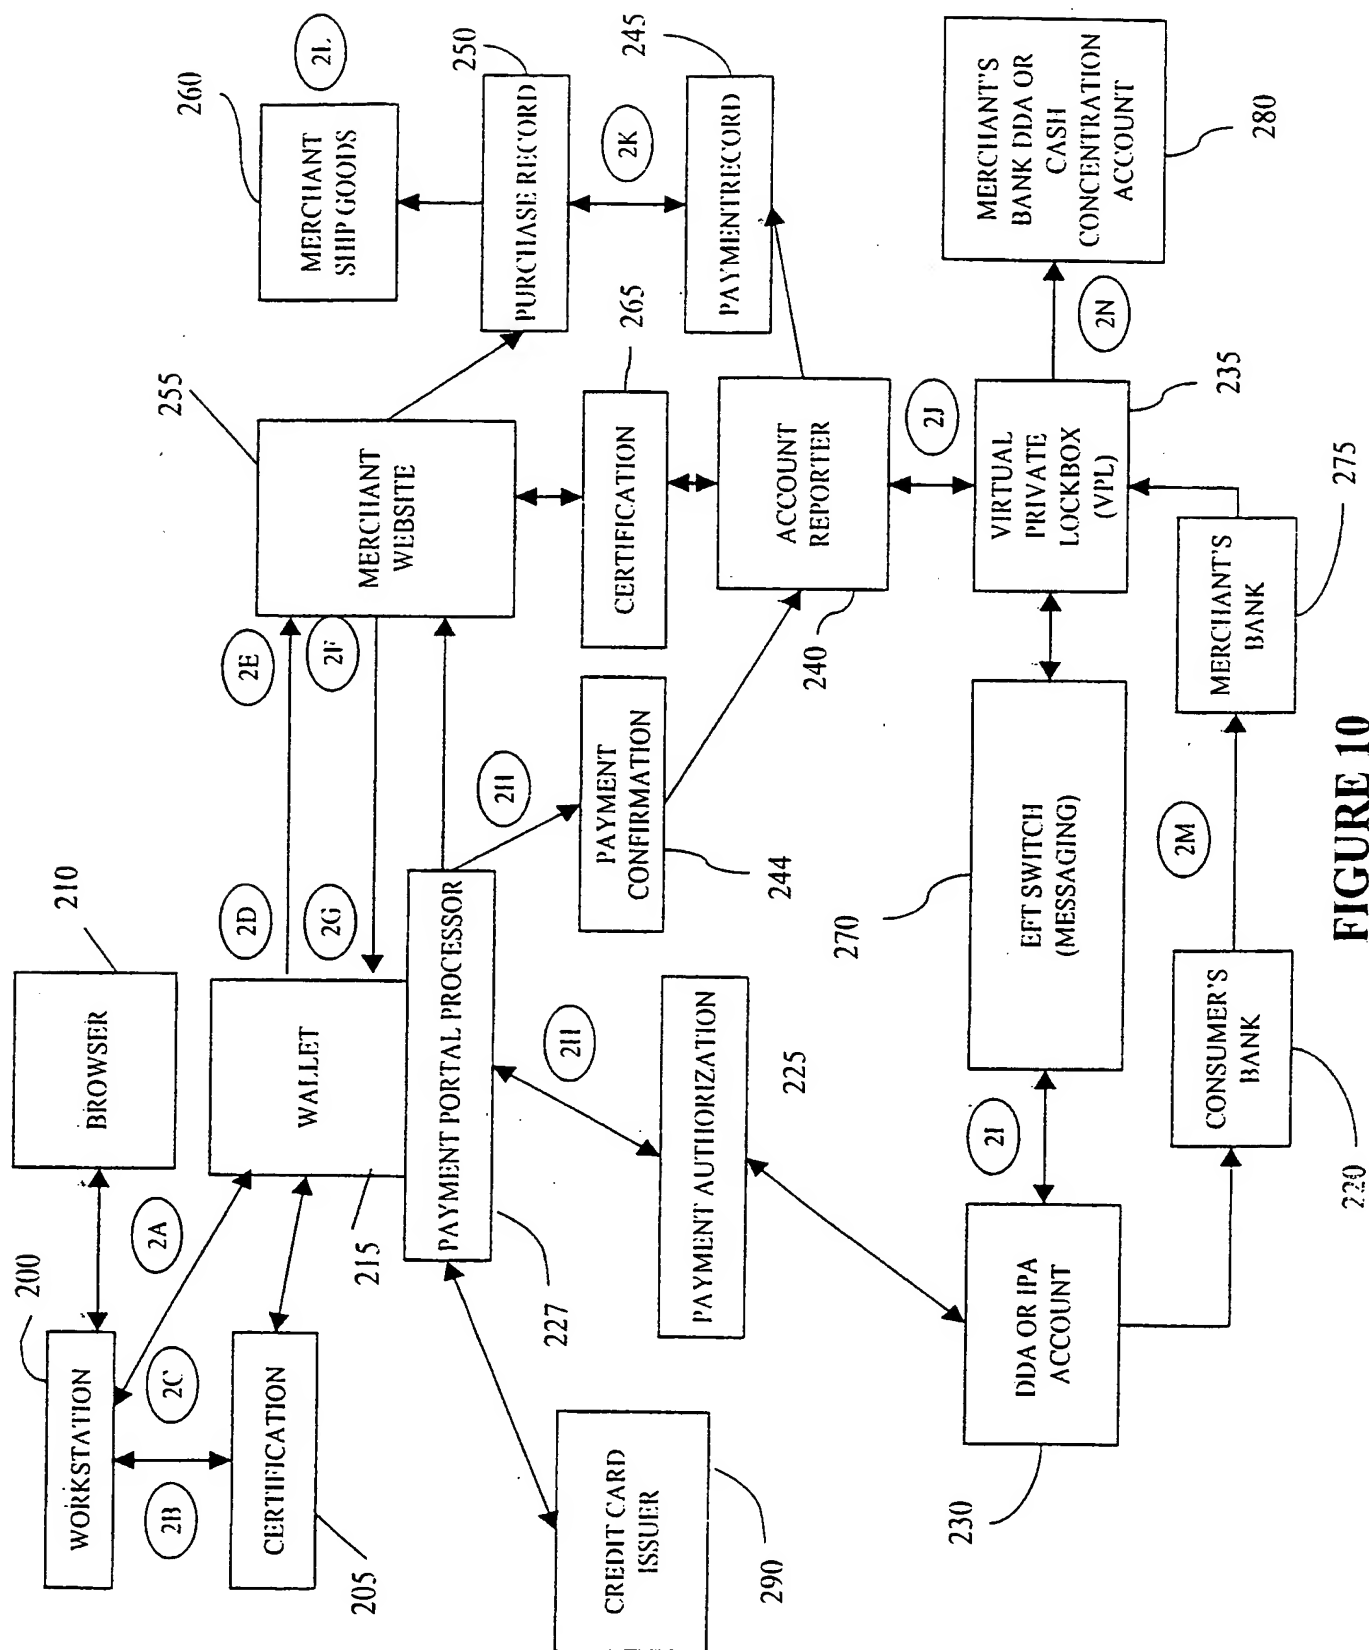 WORKSTATION
200
BROWSER
210
2A
2B
2C
CERTIFICATION
205
WALLET
215
2D
2E
2G
2F
MERCHANT
WEBSITE
255
MERCHANT
SHIP GOODS
260
2L
PAYMENT PORTAL PROCESSOR
227
2H
2H
PURCHASE RECORD
250
CREDIT CARD
ISSUER
290
PAYMENT AUTHORIZATION
225
PAYMENT
CONFIRMATION
244
CERTIFICATION
265
2K
PAYMENTRECORD
245
ACCOUNT
REPORTER
240
2J
DDA OR IPA
ACCOUNT
230
2I
EFT SWITCH
(MESSAGING)
270
VIRTUAL
PRIVATE
LOCKBOX
(VPL)
235
2N
MERCHANT'S
BANK DDA OR
CASH
CONCENTRATION
ACCOUNT
280
CONSUMER'S
BANK
220
2M
MERCHANT'S
BANK
275
FIGURE 10